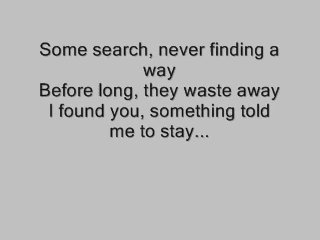 Some search, never finding a
way
Before long, they waste away
I found you, something told
me to stay...